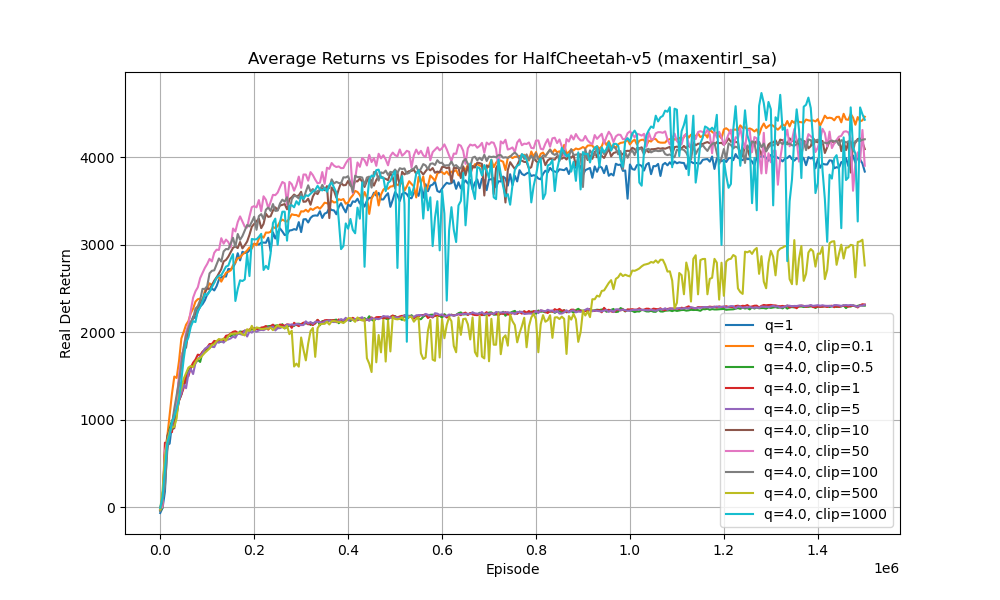 Average Returns vs Episodes for HalfCheetah-v5 (maxentirl_sa)
Real Det Return
4000
3000
2000
1000
0
0.0 0.2 0.4 0.6 0.8 1.0 1.2 1.4
1e6
Episode
q=1
q=4.0, clip=0.1
q=4.0, clip=0.5
q=4.0, clip=1
q=4.0, clip=5
q=4.0, clip=10
q=4.0, clip=50
q=4.0, clip=100
q=4.0, clip=500
q=4.0, clip=1000